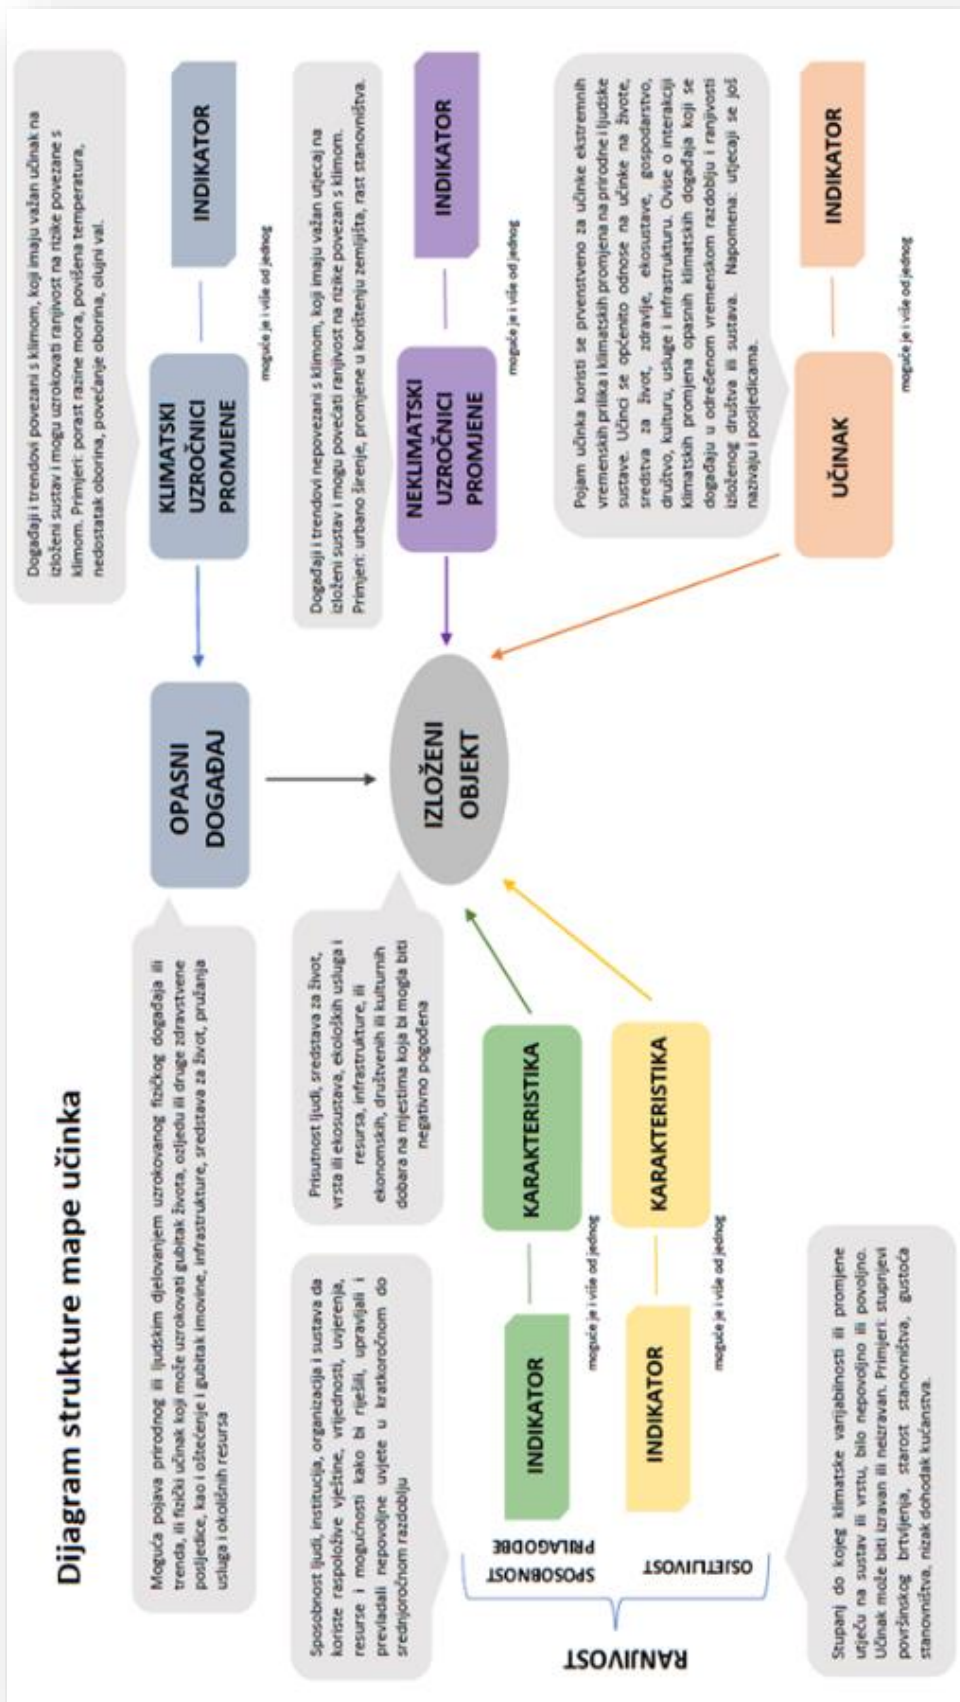 Dijagram strukture mape učinka
Moguća pojava prirodnog ili ljudskim djelovanjem uzrokovanog fizičkog događaja ili
trenda, ili fizički učinak koji može uzrokovati gubitak života, ozljedu ili druge zdravstvene
posljedice, kao i oštećenje i gubitak imovine, infrastrukture, sredstava za život, pružanja
usluga i okolišnih resursa
OPASNI
DOGAĐAJ
Događaji i trendovi povezani s klimom, koji imaju važan učinak na
izloženi sustav i mogu uzrokovati ranjivost na rizike povezane s
klimom. Primjeri: porast razine mora, povišena temperatura,
nedostatak oborina, povećanje oborina, olujni val.
KLIMATSKI
UZROČNICI
PROMJENE
INDIKATOR
moguće je i više od jednog
Prisutnost ljudi, sredstava za život,
vrsta ili ekosustava, ekoloških usluga i
resursa, infrastrukture, ili
ekonomskih, društvenih ili kulturnih
dobara na mjestima koja bi mogla biti
negativno pogođena
IZLOŽENI
OBJEKT
Događaji i trendovi nepovezani s klimom, koji imaju važan utjecaj na
izloženi sustav i mogu povećati ranjivost na rizike povezan s klimom.
Primjeri: urbano širenje, promjene u korištenju zemljišta, rast stanovništva.
NEKLIMATSKI
UZROČNICI
PROMJENE
INDIKATOR
moguće je i više od jednog
Sposobnost ljudi, institucija, organizacija i sustava da
koriste raspoložive vještine, vrijednosti, uvjerenja,
resurse i mogućnosti kako bi riješili, upravljali i
prevladali nepovoljne uvjete u kratkoročnom do
srednjoročnom razdoblju
RANJIVOST
SPOSOBNOST
PRILAGODBE
INDIKATOR
KARAKTERISTIKA
moguće je i više od jednog
OSJETLJIVOST
INDIKATOR
KARAKTERISTIKA
moguće je i više od jednog
Stupanj do kojeg klimatske varijabilnosti ili promjene
utječu na sustav ili vrstu, bilo nepovoljno ili povoljno.
Učinak može biti izravan ili neizravan. Primjeri: stupnjevi
površinskog brtvljenja, starost stanovništva, gustoća
stanovništva, nizak dohodak kućanstva.
Pojam učinka koristi se prvenstveno za učinke ekstremnih
vremenskih prilika i klimatskih promjena na prirodne i ljudske
sustave. Učinci se općenito odnose na učinke na živote,
sredstva za život, zdravlje, ekosustave, gospodarstvo,
društvo, kulturu, usluge i infrastrukturu. Ovise o interakciji
klimatskih promjena opasnih klimatskih događaja koji se
događaju u određenom vremenskom razdoblju i ranjivosti
izloženog društva ili sustava. Napomena: utjecaji se još
nazivaju i posljedicama.
UČINAK
INDIKATOR
moguće je i više od jednog